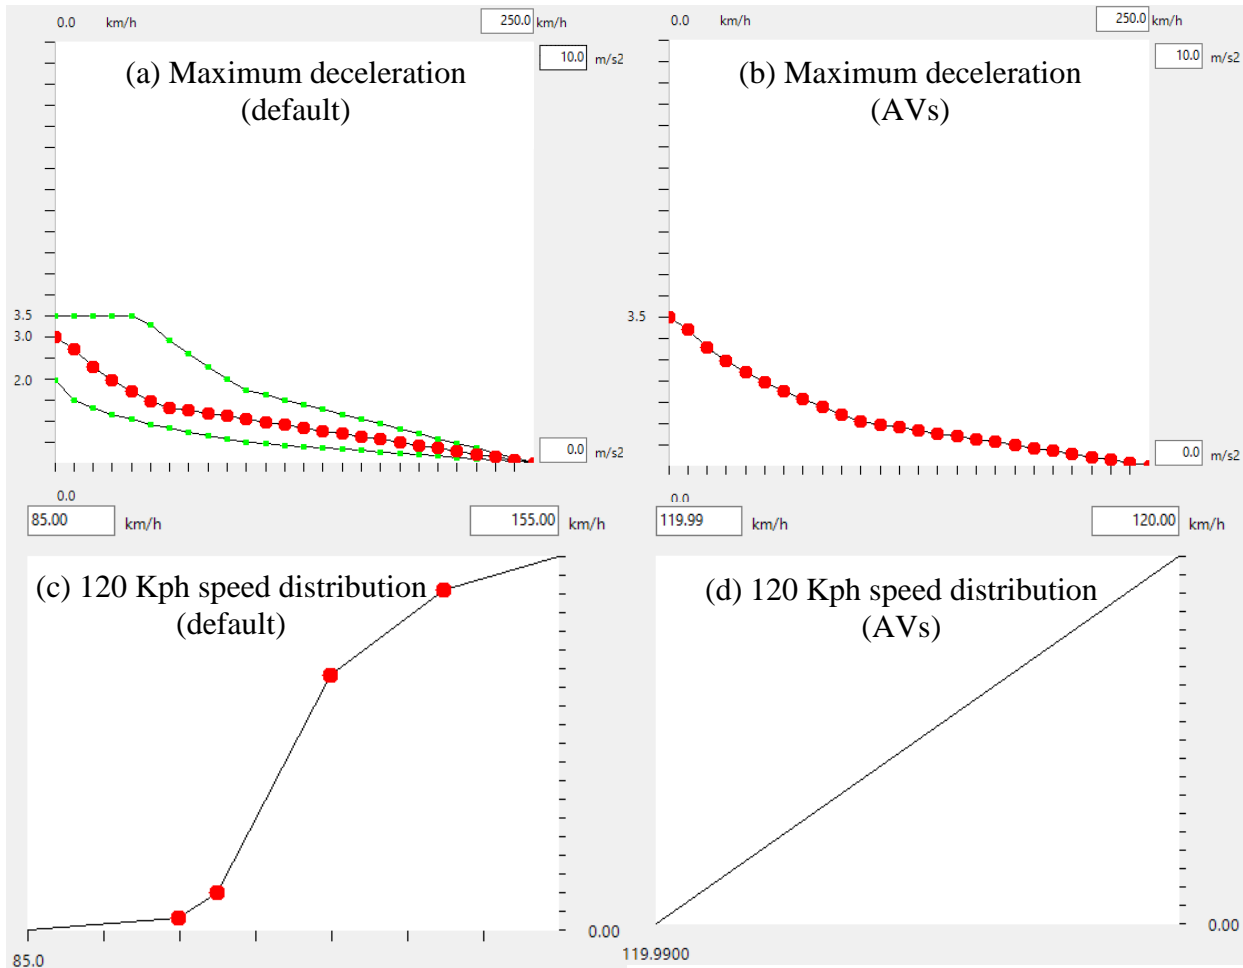 0.0 km/h 250.0 km/h
10.0 m/s2
(a) Maximum deceleration
(default)
3.5
3.0
2.0
0.0 m/s2
0.0
0.0 km/h 250.0 km/h
10.0 m/s2
(b) Maximum deceleration
(AVs)
3.5
0.0 m/s2
0.0
85.00 km/h 155.00 km/h
(c) 120 Kph speed distribution
(default)
0.00
85.0
119.99 km/h 120.00 km/h
(d) 120 Kph speed distribution
(AVs)
0.00
119.9900